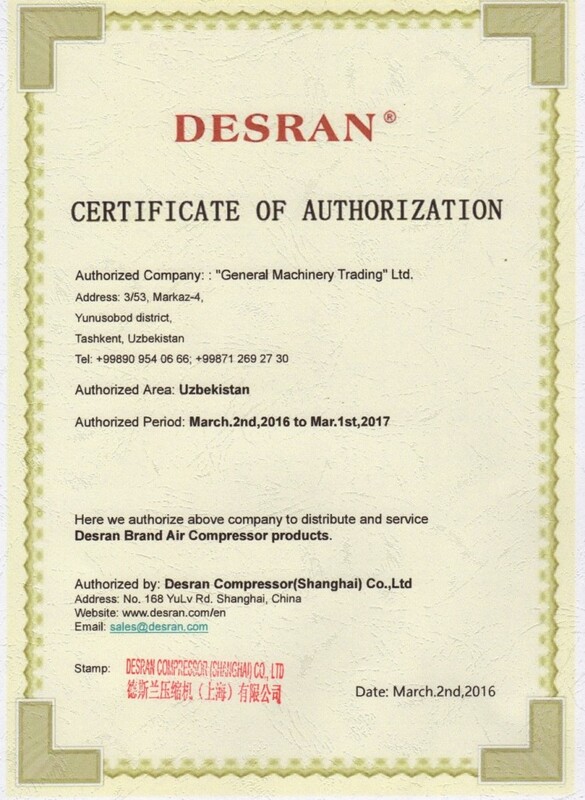 DESRAN®
CERTIFICATE OF AUTHORIZATION
Authorized Company: : "General Machinery Trading" Ltd.
Address: 3/53, Markaz-4,
Yunusobod district,
Tashkent, Uzbekistan
Tel: +99890 954 06 66; +99871 269 27 30
Authorized Area: Uzbekistan
Authorized Period: March.2nd,2016 to Mar.1st,2017
Here we authorize above company to distribute and service
Desran Brand Air Compressor products.
Authorized by: Desran Compressor(Shanghai) Co.,Ltd
Address: No. 168 YuLv Rd. Shanghai, China
Website: www.desran.com/en
Email: sales@desran.com
Stamp: DESRAN COMPRESSOR (SHANGHAI) CO., LTD
德斯兰压缩机（上海）有限公司
Date: March.2nd,2016